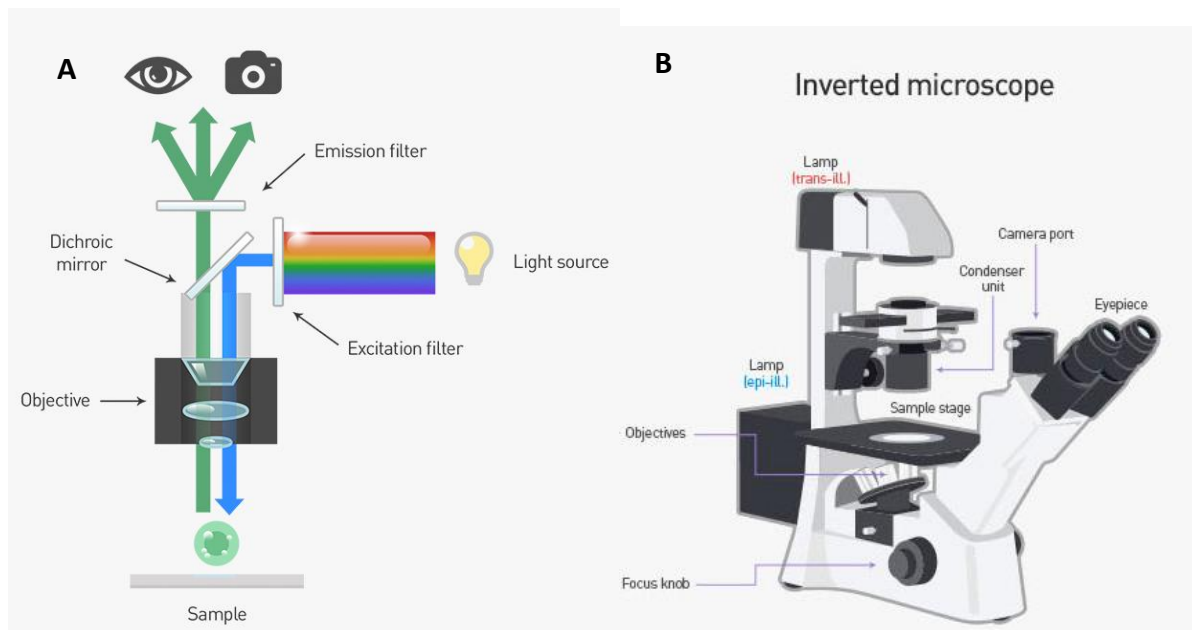 A
Emission filter
Dichroic
mirror
Light source
Excitation filter
Objective
Sample
B
Inverted microscope
Lamp
(trans-ill.)
Camera port
Condenser
unit
Eyepiece
Lamp
(epi-ill.)
Sample stage
Objectives
Focus knob